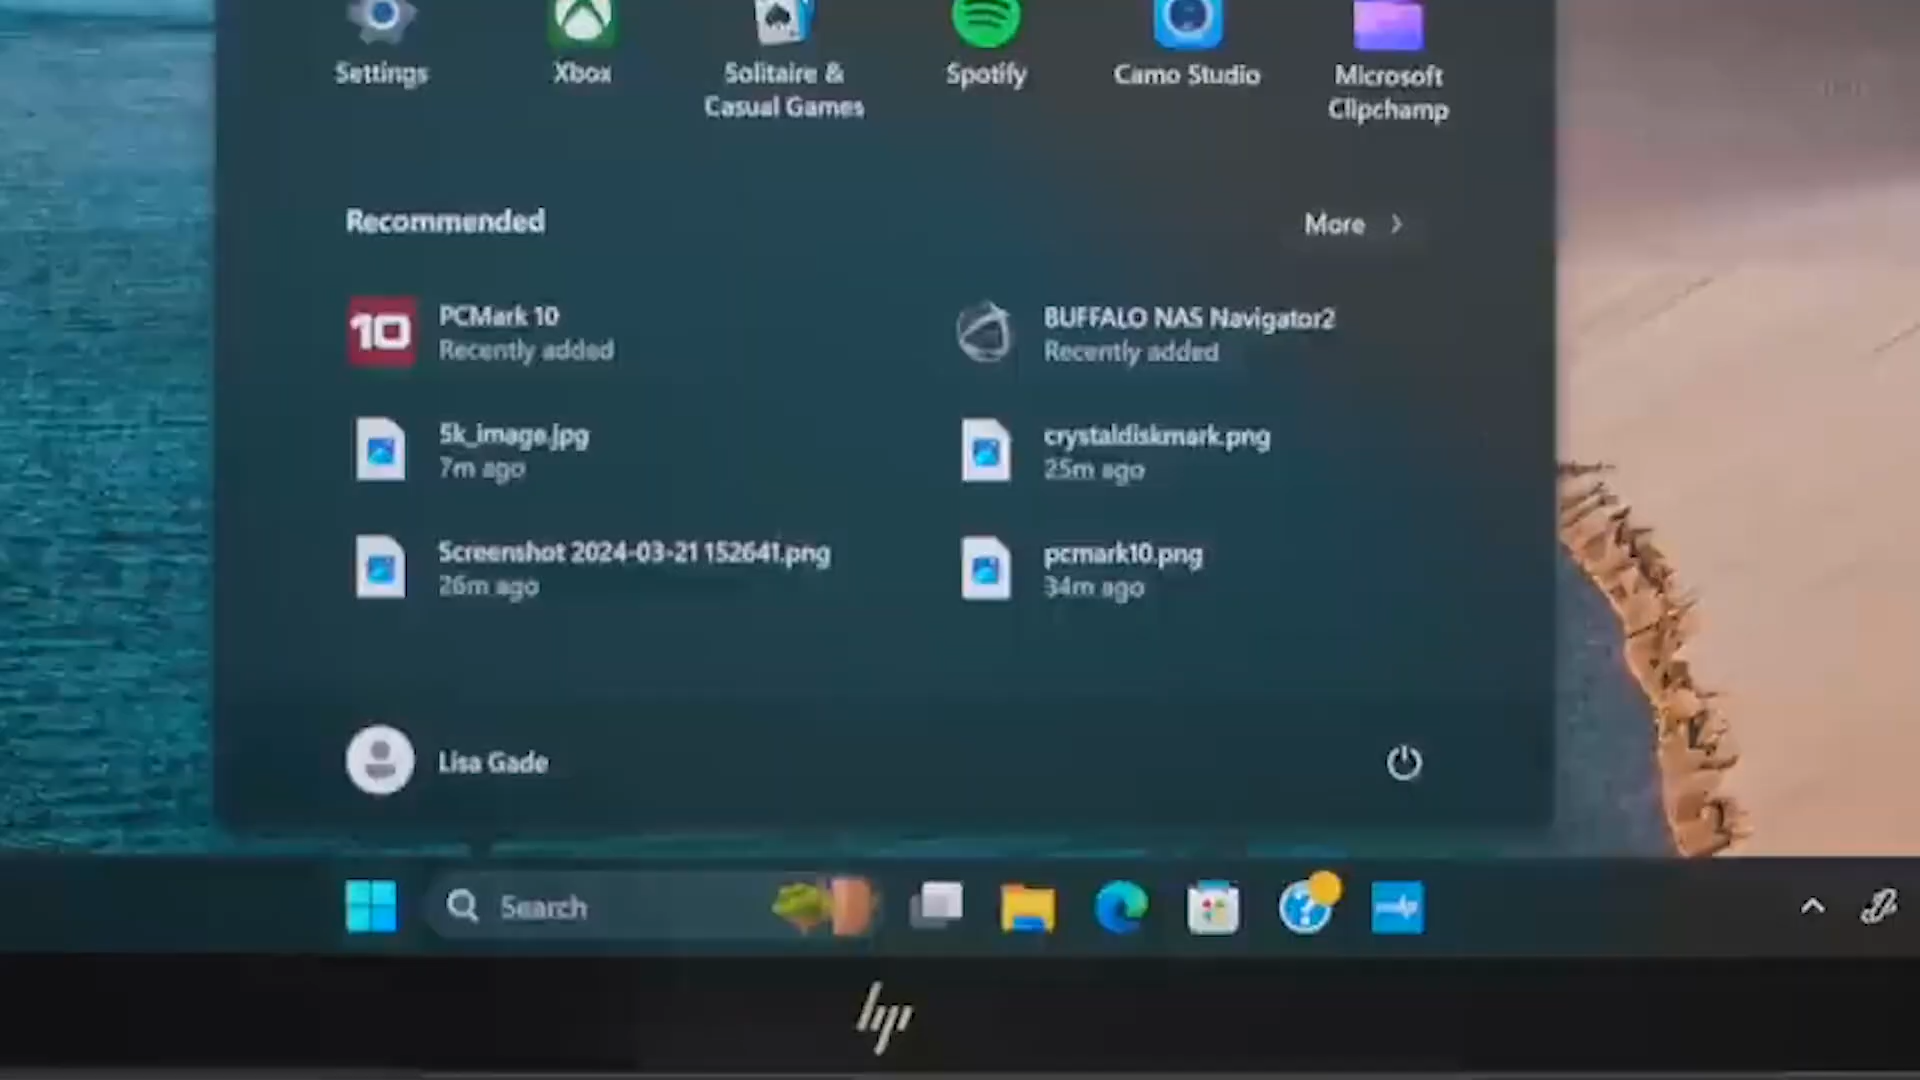 Settings
Xbox
Solitaire &
Casual Games
Spotify
Camo Studio
Microsoft
Clipchamp
Recommended
More
10
PCMark 10
Recently added
BUFFALO NAS Navigator2
Recently added
5k_image.jpg
7m ago
crystaldiskmark.png
25m ago
Screenshot 2024-03-21 152641.png
26m ago
pcmark10.png
34m ago
Lisa Gade
Search
?
hp